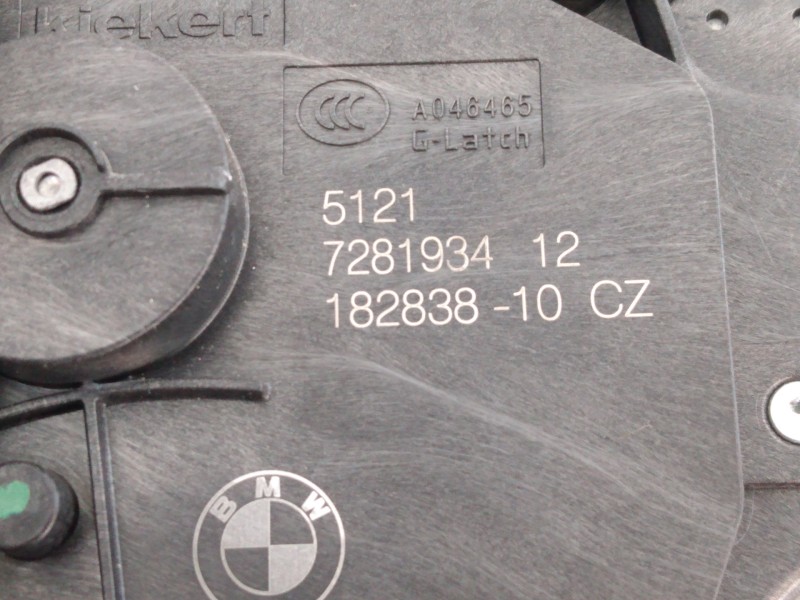 kiekert
CCC A046465
G-Latch
5121
7281934 12
182838-10 CZ
BMW